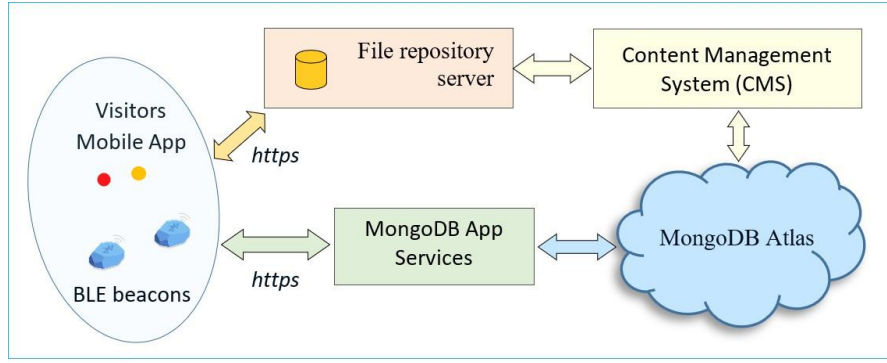 File repository
server
Content Management
System (CMS)
Visitors
Mobile App
https
MongoDB App
Services
MongoDB Atlas
https
BLE beacons